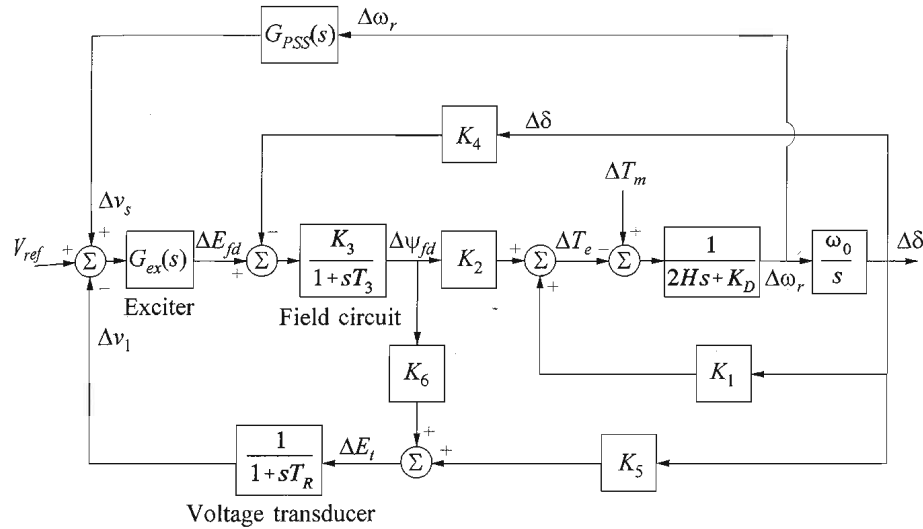 G_PSS(s)
Δω_r
K_4
Δδ
ΔT_m
Δv_s
+
+
−
V_ref
Σ
G_ex(s)
Exciter
ΔE_fd
−
+
Σ
K_3
1+sT_3
Field circuit
Δψ_fd
K_2
+
+
Σ
ΔT_e
−
+
Σ
1
2Hs+K_D
Δω_r
ω_0
s
Δδ
Δv_1
K_6
K_1
+
+
Σ
ΔE_t
1
1+sT_R
Voltage transducer
K_5